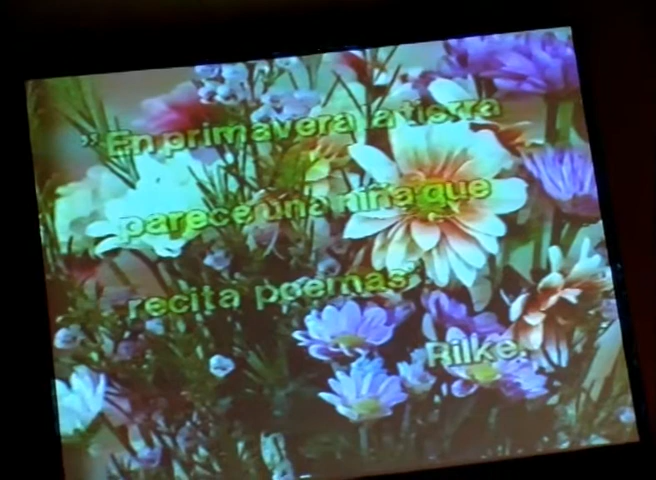 "En primavera la tierra
parece una niña que
recita poemas".
Rilke.